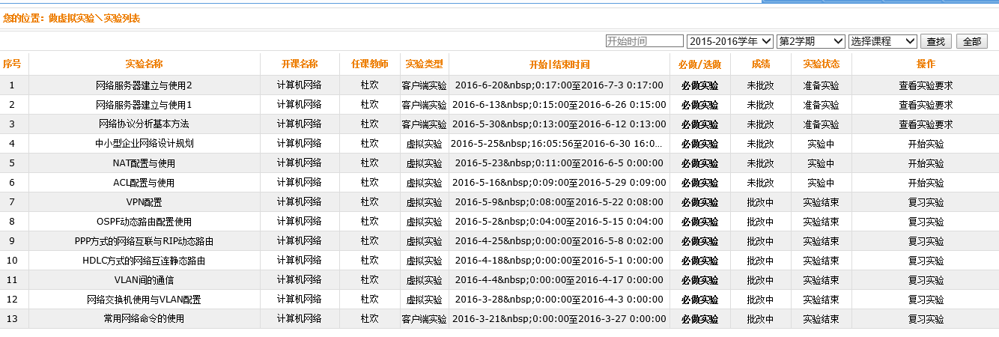 您的位置：做虚拟实验＼实验列表
开始时间 2015-2016学年 第2学期 选择课程 查找 全部
序号 实验名称 开课名称 任课教师 实验类型 开始|结束时间 必做/选做 成绩 实验状态 操作
1 网络服务器建立与使用2 计算机网络 杜欢 客户端实验 2016-6-20&nbsp;0:17:00至2016-7-3 0:17:00 必做实验 未批改 准备实验 查看实验要求
2 网络服务器建立与使用1 计算机网络 杜欢 客户端实验 2016-6-13&nbsp;0:15:00至2016-6-26 0:15:00 必做实验 未批改 准备实验 查看实验要求
3 网络协议分析基本方法 计算机网络 杜欢 客户端实验 2016-5-30&nbsp;0:13:00至2016-6-12 0:13:00 必做实验 未批改 准备实验 查看实验要求
4 中小型企业网络设计规划 计算机网络 杜欢 虚拟实验 2016-5-25&nbsp;16:05:56至2016-6-30 16:0... 必做实验 未批改 实验中 开始实验
5 NAT配置与使用 计算机网络 杜欢 虚拟实验 2016-5-23&nbsp;0:11:00至2016-6-5 0:00:00 必做实验 未批改 实验中 开始实验
6 ACL配置与使用 计算机网络 杜欢 虚拟实验 2016-5-16&nbsp;0:09:00至2016-5-29 0:09:00 必做实验 未批改 实验中 开始实验
7 VPN配置 计算机网络 杜欢 虚拟实验 2016-5-9&nbsp;0:08:00至2016-5-22 0:08:00 必做实验 批改中 实验结束 复习实验
8 OSPF动态路由配置使用 计算机网络 杜欢 虚拟实验 2016-5-2&nbsp;0:04:00至2016-5-15 0:04:00 必做实验 批改中 实验结束 复习实验
9 PPP方式的网络互联与RIP动态路由 计算机网络 杜欢 虚拟实验 2016-4-25&nbsp;0:00:00至2016-5-8 0:02:00 必做实验 批改中 实验结束 复习实验
10 HDLC方式的网络互连静态路由 计算机网络 杜欢 虚拟实验 2016-4-18&nbsp;0:00:00至2016-5-1 0:00:00 必做实验 批改中 实验结束 复习实验
11 VLAN间的通信 计算机网络 杜欢 虚拟实验 2016-4-4&nbsp;0:00:00至2016-4-17 0:00:00 必做实验 批改中 实验结束 复习实验
12 网络交换机使用与VLAN配置 计算机网络 杜欢 虚拟实验 2016-3-28&nbsp;0:00:00至2016-4-3 0:00:00 必做实验 批改中 实验结束 复习实验
13 常用网络命令的使用 计算机网络 杜欢 客户端实验 2016-3-21&nbsp;0:00:00至2016-3-27 0:00:00 必做实验 批改中 实验结束 复习实验